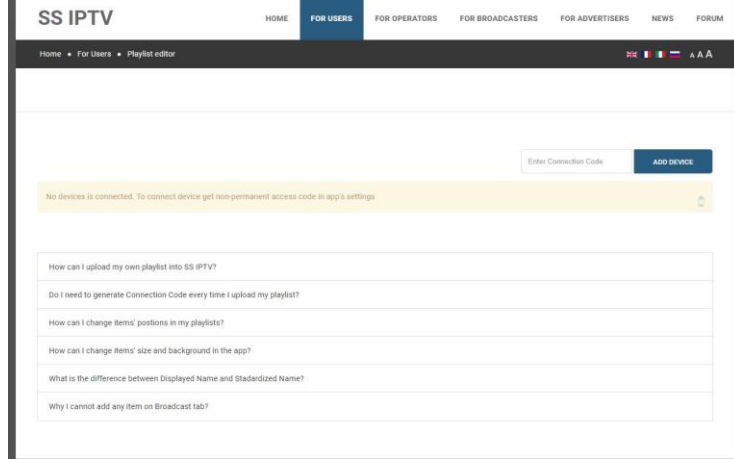 SS IPTV
HOME FOR USERS FOR OPERATORS FOR BROADCASTERS FOR ADVERTISERS NEWS FORUM
Home • For Users • Playlist editor A A A
Enter Connection Code ADD DEVICE
No devices is connected. To connect device get non-permanent access code in app's settings
How can I upload my own playlist into SS IPTV?
Do I need to generate Connection Code every time I upload my playlist?
How can I change items' postions in my playlists?
How can I change items' size and background in the app?
What is the difference between Displayed Name and Stadardized Name?
Why I cannot add any item on Broadcast tab?